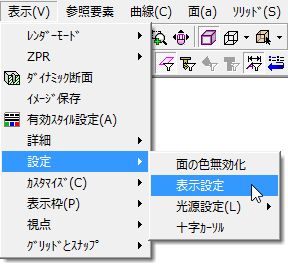 表示(V) 参照要素 曲線(C) 面(a) ｿﾘｯﾄﾞ(S)
ﾚﾝﾀﾞｰﾓｰﾄﾞ
ZPR
ﾀﾞｲﾅﾐｯｸ断面
ｲﾒｰｼﾞ保存
有効ｽﾀｲﾙ設定(A)
詳細
設定
ｶｽﾀﾏｲｽﾞ(C)
表示枠(P)
視点
ｸﾞﾘｯﾄﾞとｽﾅｯﾌﾟ
面の色無効化
表示設定
光源設定(L)
十字ｶｰｿﾙ